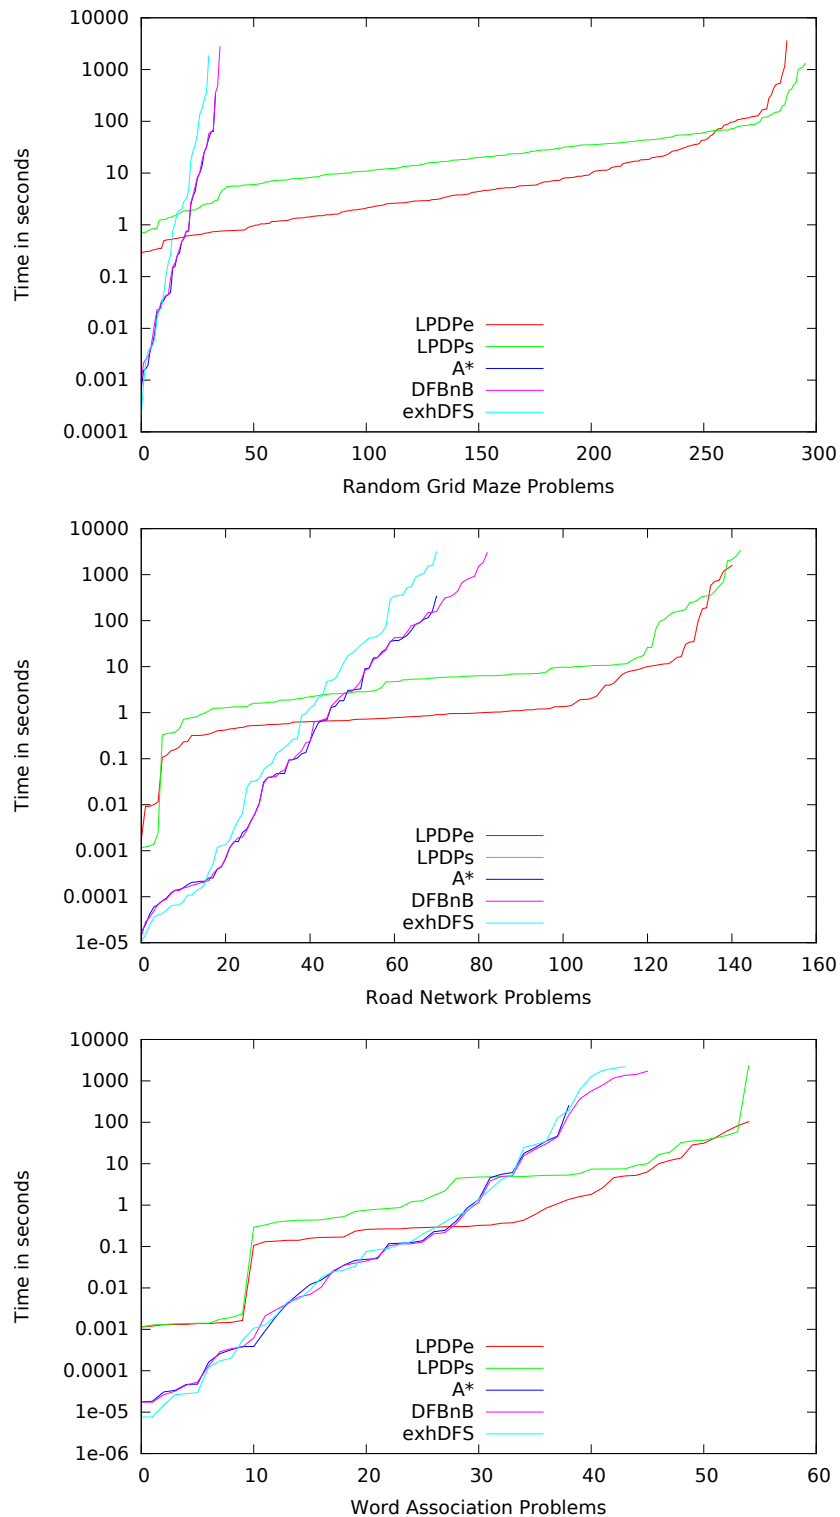 10000
1000
100
10
1
0.1
0.01
0.001
0.0001
Time in seconds
LPDPe
LPDPs
A*
DFBnB
exhDFS
0 50 100 150 200 250 300
Random Grid Maze Problems
10000
1000
100
10
1
0.1
0.01
0.001
0.0001
1e-05
Time in seconds
LPDPe
LPDPs
A*
DFBnB
exhDFS
0 20 40 60 80 100 120 140 160
Road Network Problems
10000
1000
100
10
1
0.1
0.01
0.001
0.0001
1e-05
1e-06
Time in seconds
LPDPe
LPDPs
A*
DFBnB
exhDFS
0 10 20 30 40 50 60
Word Association Problems